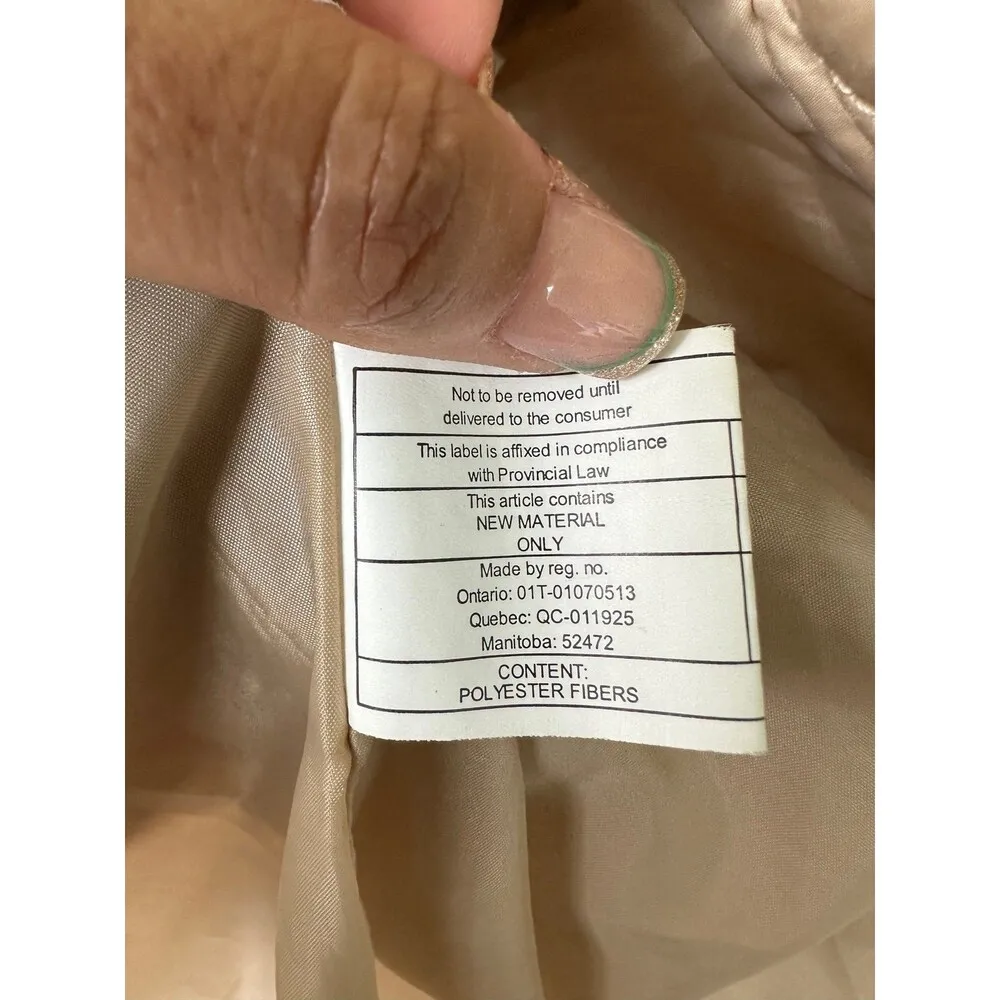 Not to be removed until
delivered to the consumer
This label is affixed in compliance
with Provincial Law
This article contains
NEW MATERIAL
ONLY
Made by reg. no.
Ontario: 01T-01070513
Quebec: QC-011925
Manitoba: 52472
CONTENT:
POLYESTER FIBERS